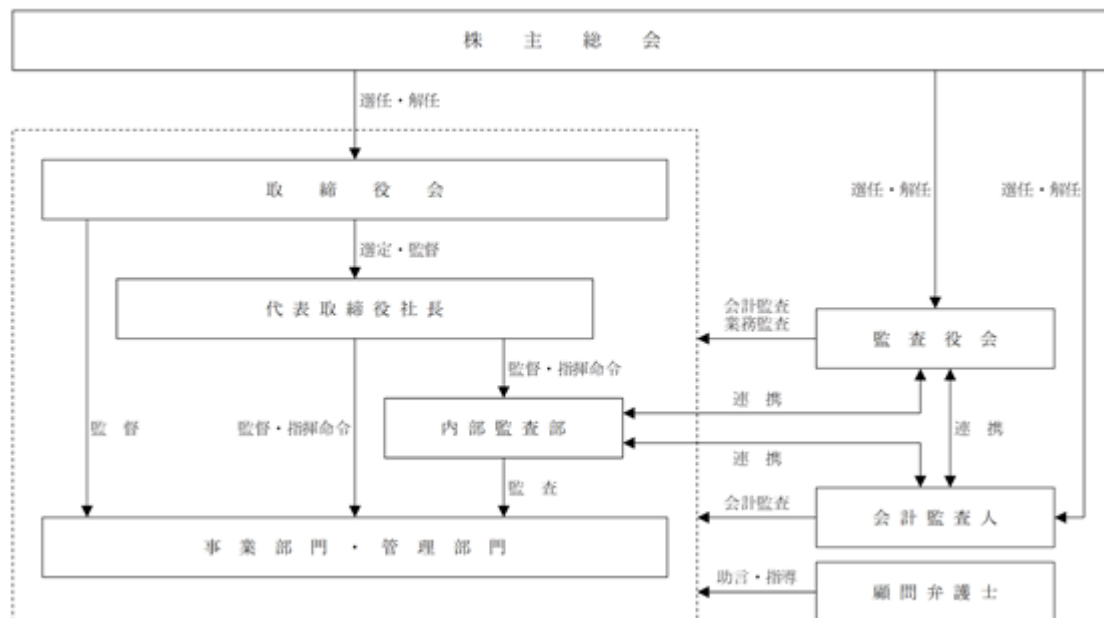 株主総会
選任・解任
取締役会
選任・解任
選任・解任
選定・監督
代表取締役社長
会計監査
業務監査
監査役会
監督・指揮命令
連携
監督
監督・指揮命令
内部監査部
連携
連携
監査
会計監査
会計監査人
事業部門・管理部門
助言・指導
顧問弁護士